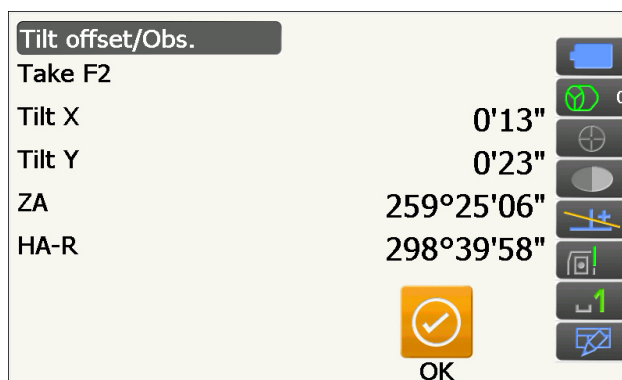 Tilt offset/Obs.
Take F2
Tilt X 0'13"
Tilt Y 0'23"
ZA 259°25'06"
HA-R 298°39'58"
1
OK